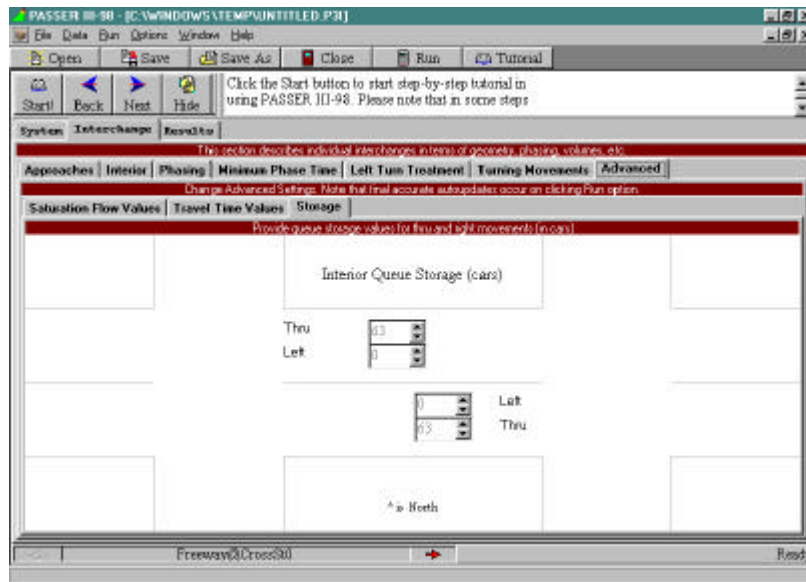 PASSER III-98 - [C:\WINDOWS\TEMP\UNTITLED.P3I]
File Data Run Options Window Help
Open Save Save As Close Run Tutorial
Start! Back Next Hide
Click the Start button to start step-by-step tutorial in
using PASSER III-98. Please note that in some steps
System Interchange Results
This section describes individual interchanges in terms of geometry, phasing, volumes, etc.
Approaches Interior Phasing Minimum Phase Time Left Turn Treatment Turning Movements Advanced
Change Advanced Settings. Note that final accurate autoupdates occur on clicking Run option.
Saturation Flow Values Travel Time Values Storage
Provide queue storage values for thru and right movements (in cars)
Interior Queue Storage (cars)
Thru 63
Left 0
0 Left
63 Thru
^ is North
Freeway@CrossSt0
Ready